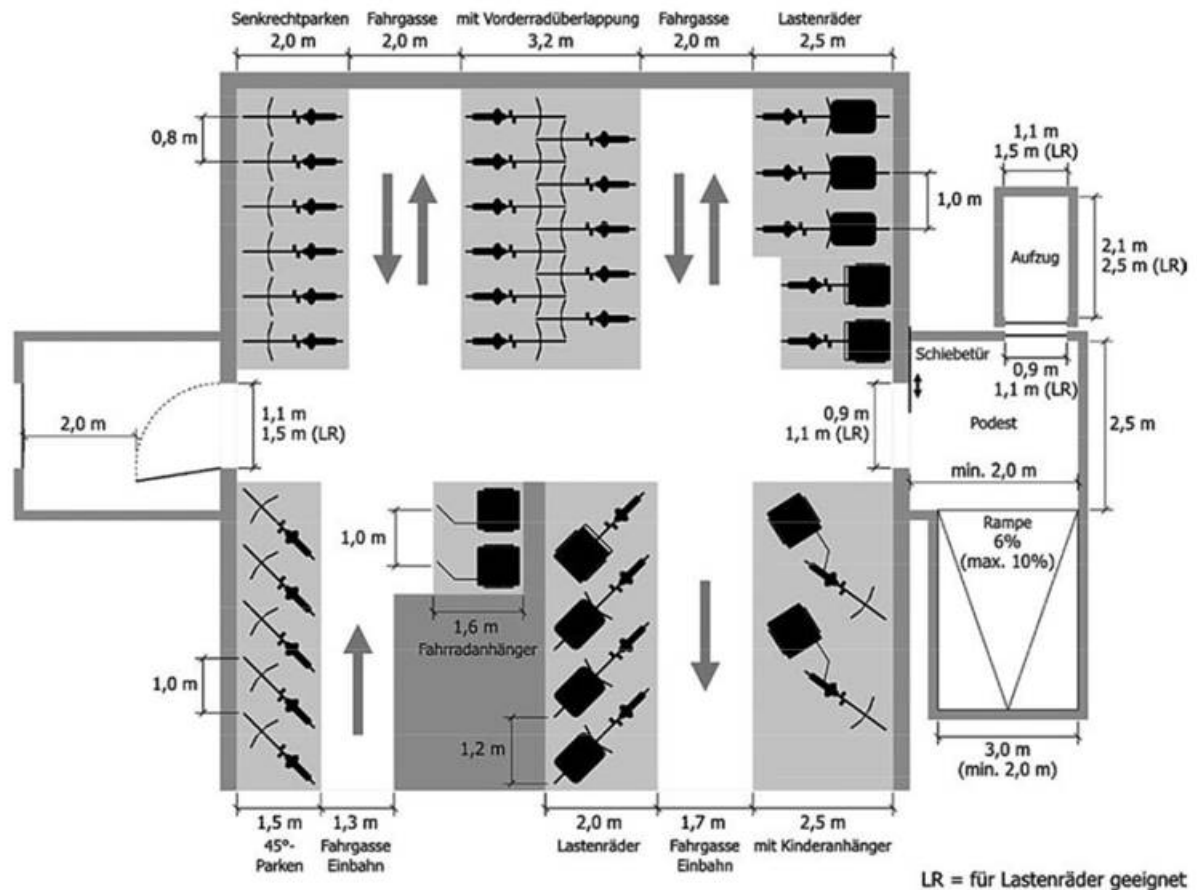 Senkrechtparken
2,0 m
Fahrgasse
2,0 m
mit Vorderradüberlappung
3,2 m
Fahrgasse
2,0 m
Lastenräder
2,5 m
0,8 m
1,0 m
1,1 m
1,5 m (LR)
Aufzug
2,1 m
2,5 m (LR)
2,0 m
1,1 m
1,5 m (LR)
0,9 m
1,1 m (LR)
Schiebetür
0,9 m
1,1 m (LR)
Podest
2,5 m
min. 2,0 m
Rampe
6%
(max. 10%)
3,0 m
(min. 2,0 m)
1,0 m
1,6 m
Fahrradanhänger
1,0 m
1,2 m
1,5 m
45°-
Parken
1,3 m
Fahrgasse
Einbahn
2,0 m
Lastenräder
1,7 m
Fahrgasse
Einbahn
2,5 m
mit Kinderanhänger
LR = für Lastenräder geeignet